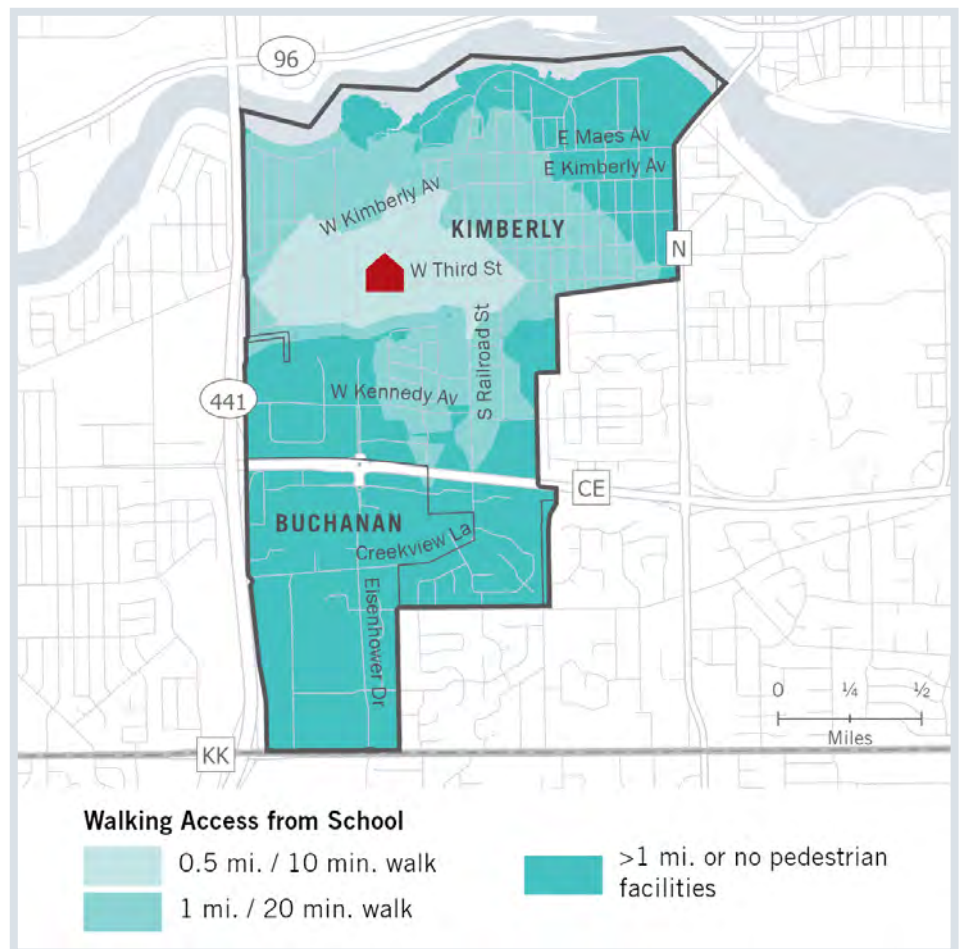 96
E Maes Av
E Kimberly Av
W Kimberly Av
KIMBERLY
N
W Third St
S Railroad St
W Kennedy Av
441
CE
BUCHANAN
Creekview La
Eisenhower Dr
0 ¼ ½
Miles
KK
Walking Access from School
0.5 mi. / 10 min. walk
1 mi. / 20 min. walk
>1 mi. or no pedestrian
facilities